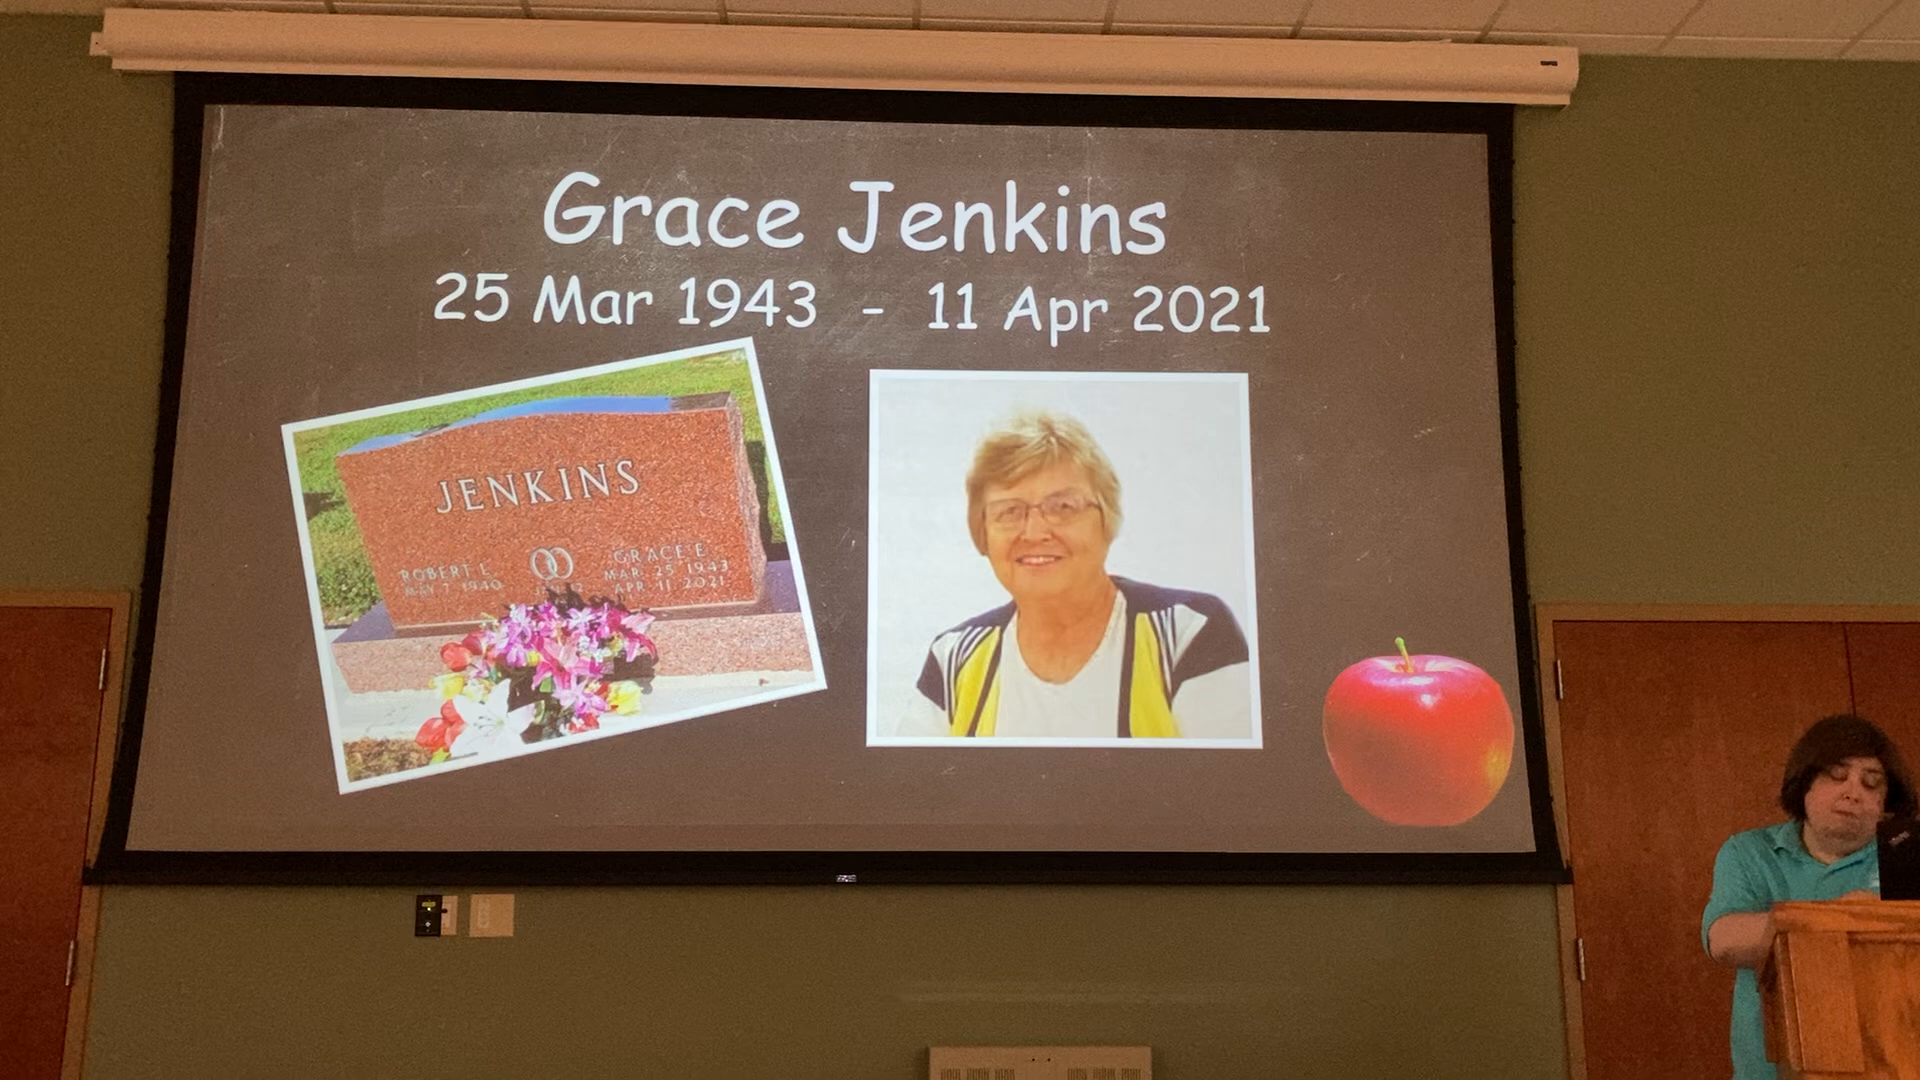 Grace Jenkins
25 Mar 1943 - 11 Apr 2021
JENKINS
ROBERT L.
MAY 7, 1940
GRACE E.
MAR. 25, 1943
APR. 11, 2021